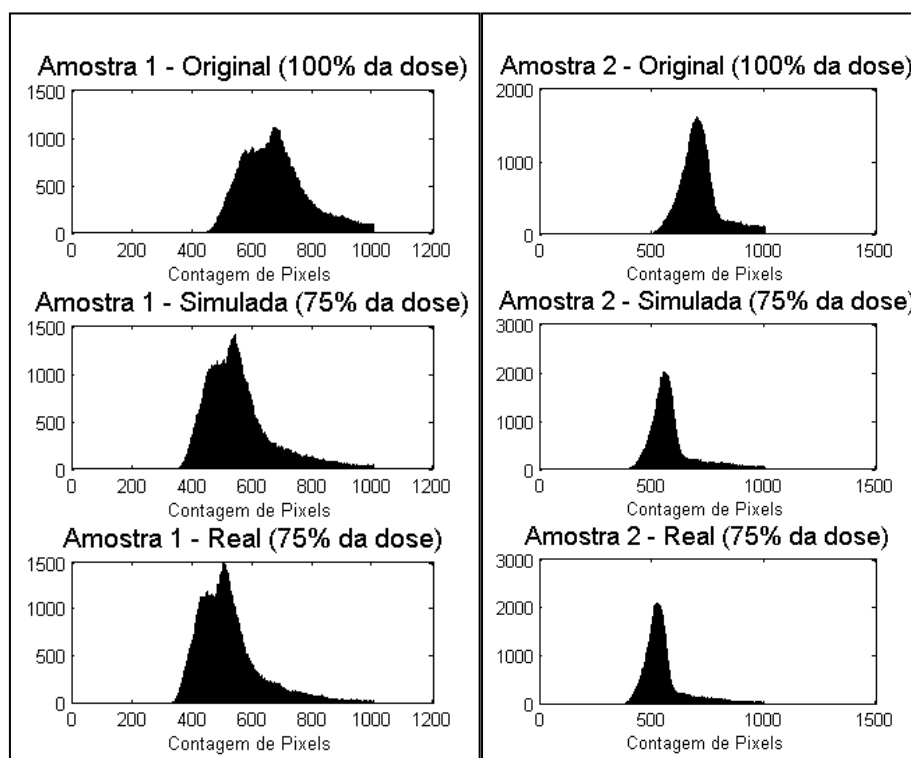 Amostra 1 - Original (100% da dose)
1500
1000
500
0
0 200 400 600 800 1000 1200
Contagem de Pixels
Amostra 1 - Simulada (75% da dose)
1500
1000
500
0
0 200 400 600 800 1000 1200
Contagem de Pixels
Amostra 1 - Real (75% da dose)
1500
1000
500
0
0 200 400 600 800 1000 1200
Contagem de Pixels
Amostra 2 - Original (100% da dose)
2000
1000
0
0 500 1000 1500
Contagem de Pixels
Amostra 2 - Simulada (75% da dose)
3000
2000
1000
0
0 500 1000 1500
Contagem de Pixels
Amostra 2 - Real (75% da dose)
3000
2000
1000
0
0 500 1000 1500
Contagem de Pixels